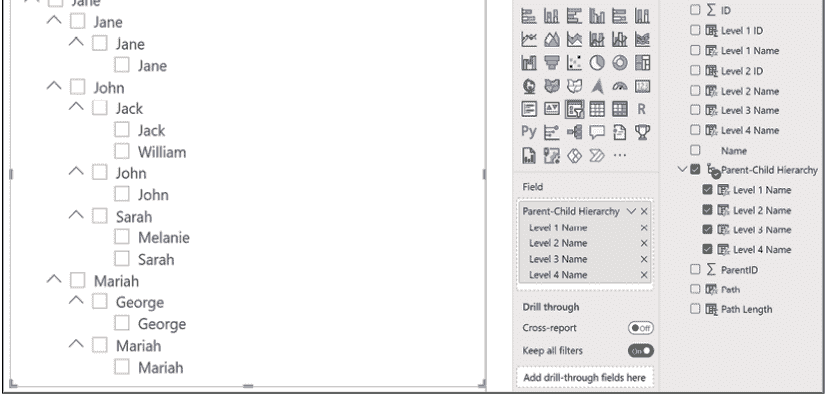 Jane
Jane
Jane
Jane
John
Jack
Jack
William
John
John
Sarah
Melanie
Sarah
Mariah
George
George
Mariah
Mariah
123
R
Py
Field
Parent-Child Hierarchy
Level 1 Name
Level 2 Name
Level 3 Name
Level 4 Name
Drill through
Cross-report
Off
Keep all filters
On
Add drill-through fields here
∑ ID
Level 1 ID
Level 1 Name
Level 2 ID
Level 2 Name
Level 3 Name
Level 4 Name
Name
Parent-Child Hierarchy
Level 1 Name
Level 2 Name
Level 3 Name
Level 4 Name
∑ ParentID
Path
Path Length